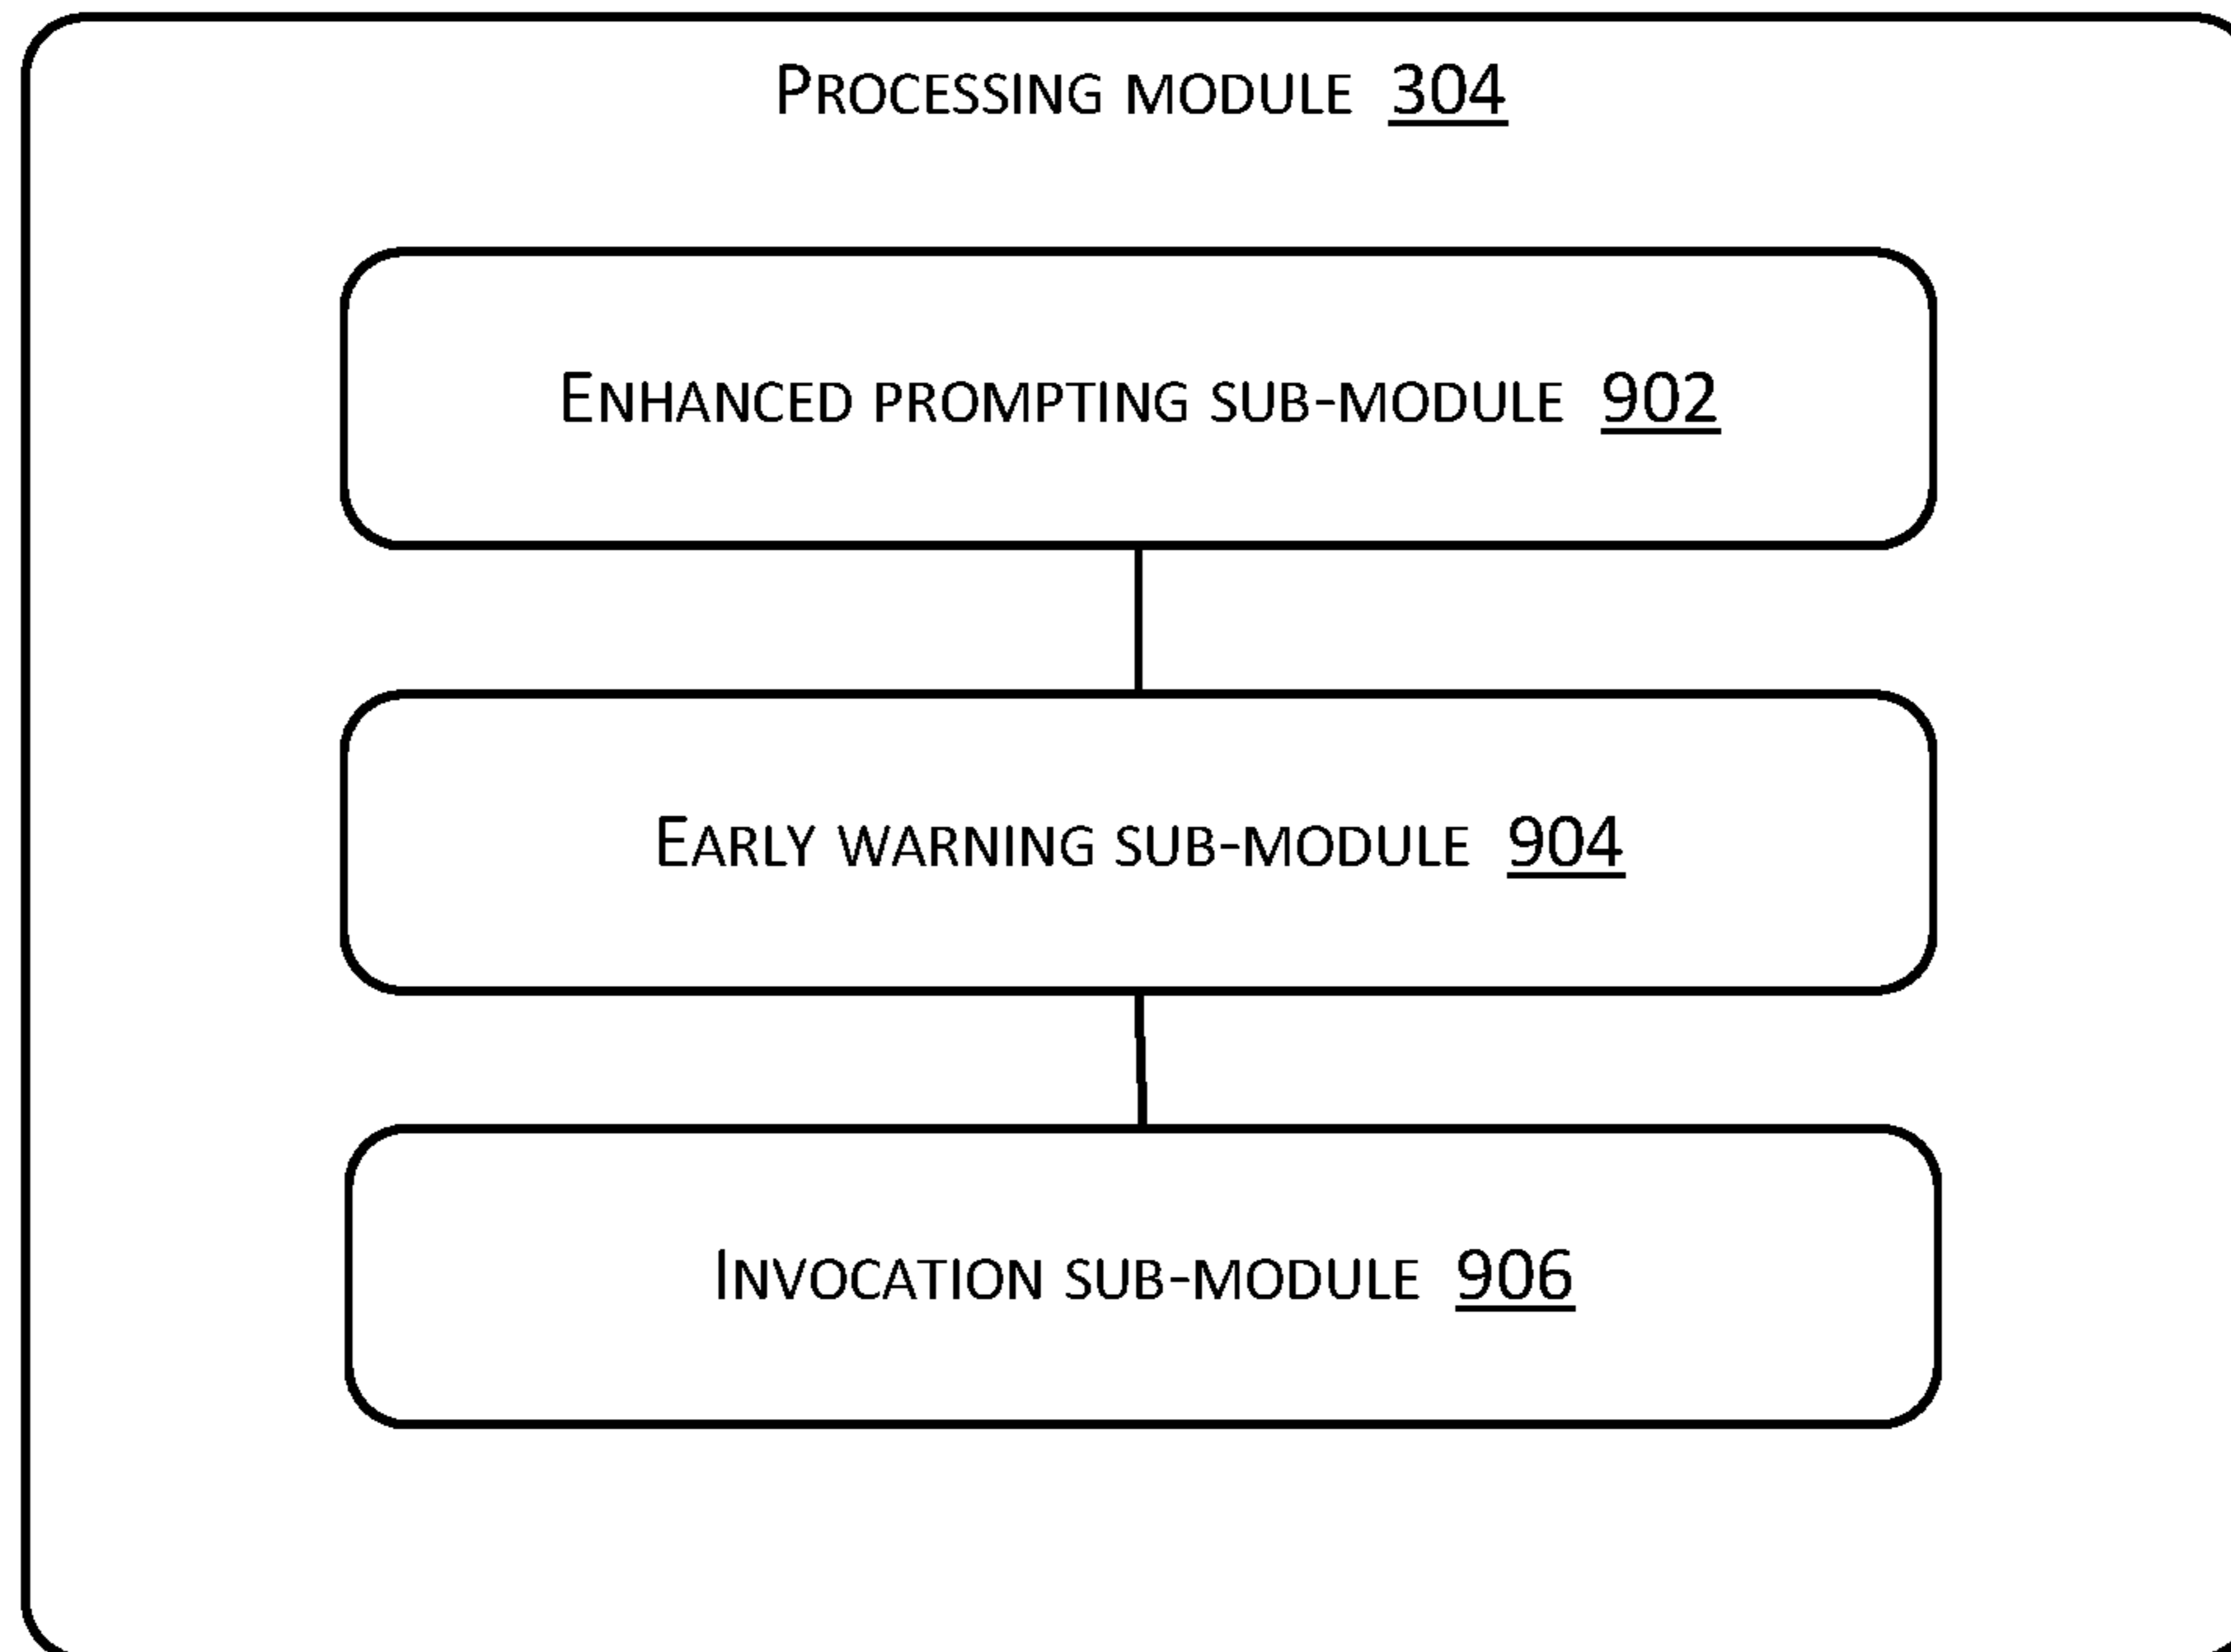 Processing module 304
Enhanced prompting sub-module 902
Early warning sub-module 904
Invocation sub-module 906